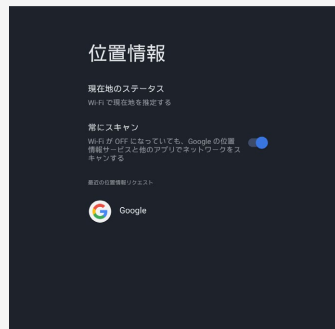 位置情報
現在地のステータス
Wi-Fi で現在地を推定する
常にスキャン
Wi-Fi が OFF になっていても、Google の位置
情報サービスと他のアプリでネットワークをス
キャンする
最近の位置情報リクエスト
Google